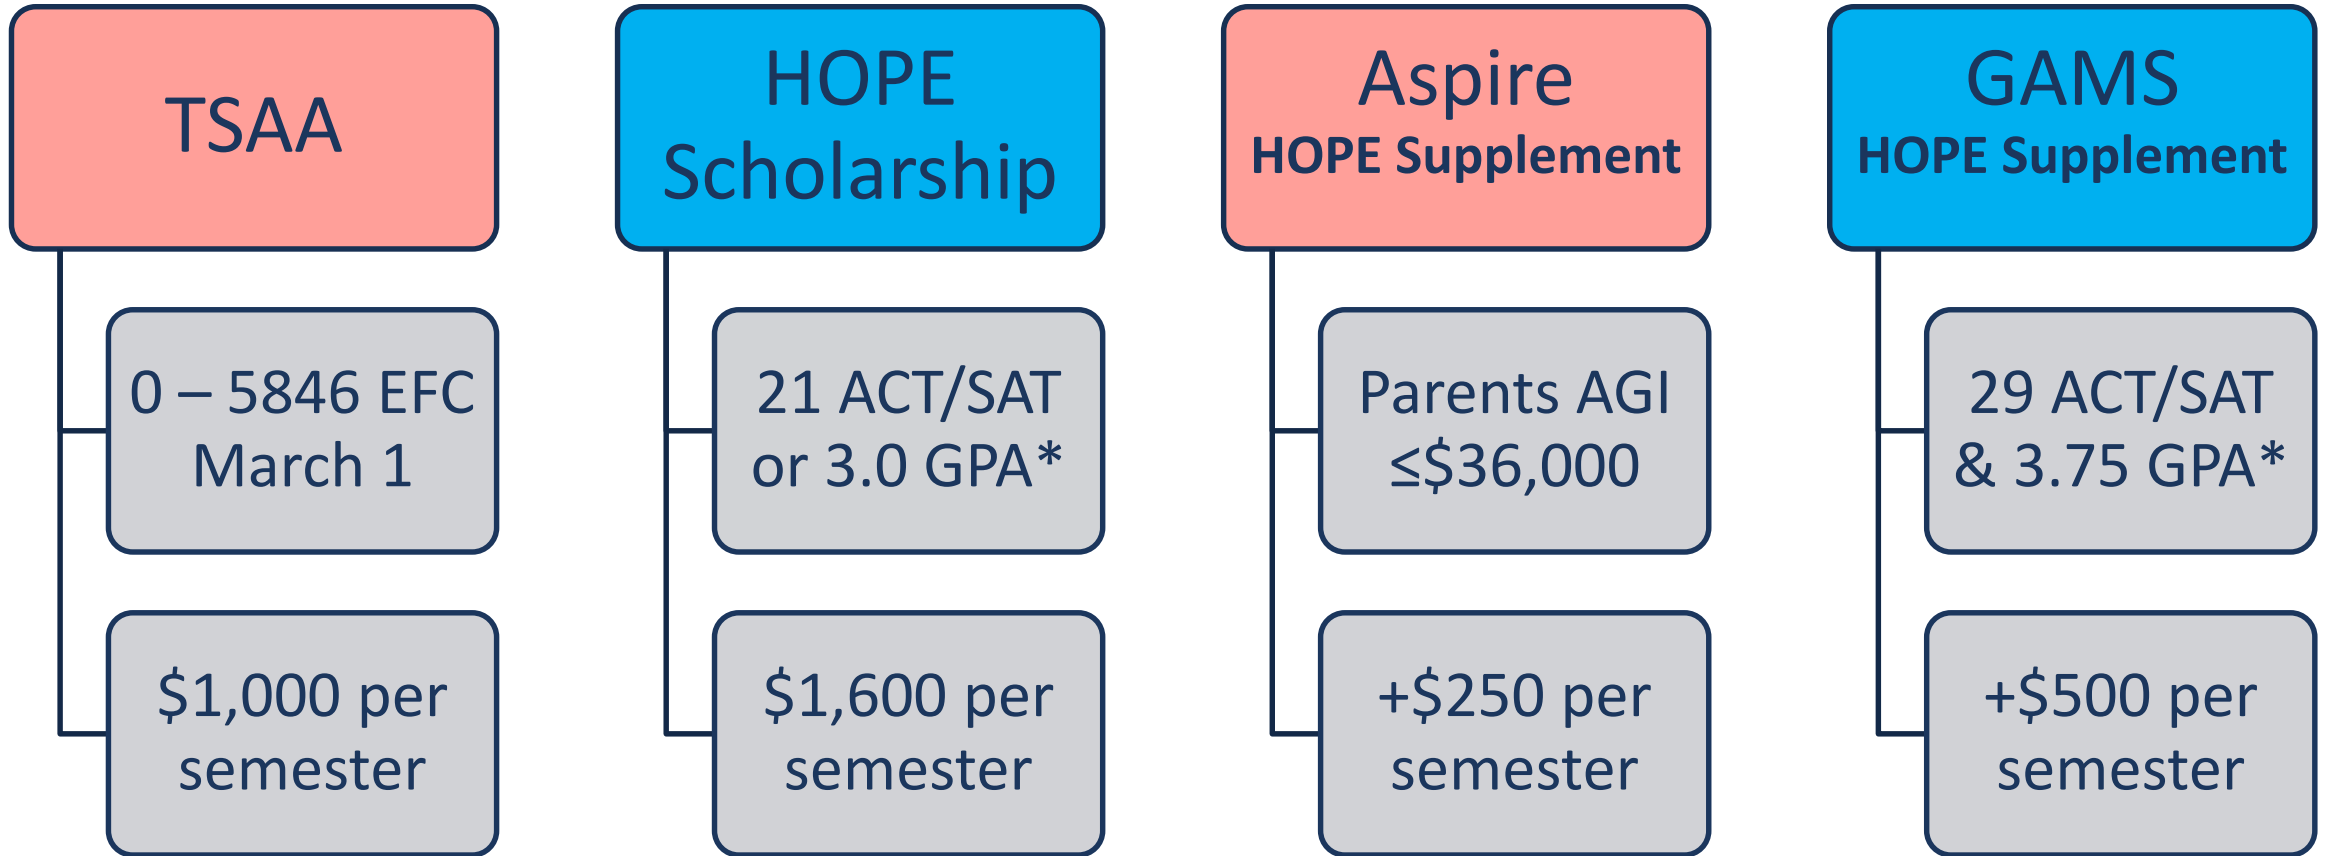 TSAA
0 – 5846 EFC
March 1
$1,000 per
semester
HOPE
Scholarship
21 ACT/SAT
or 3.0 GPA*
$1,600 per
semester
Aspire
HOPE Supplement
Parents AGI
≤$36,000
+$250 per
semester
GAMS
HOPE Supplement
29 ACT/SAT
& 3.75 GPA*
+$500 per
semester